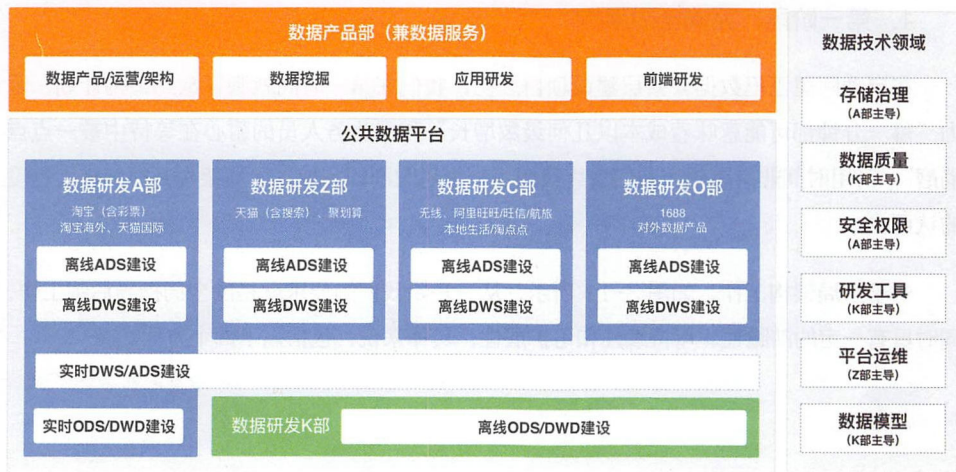 数据产品部（兼数据服务）
数据产品/运营/架构
数据挖掘
应用研发
前端研发
公共数据平台
数据研发A部
淘宝（含彩票）
淘宝海外、天猫国际
离线ADS建设
离线DWS建设
数据研发Z部
天猫（含搜索）、聚划算
离线ADS建设
离线DWS建设
数据研发C部
无线、阿里旺旺/旺信/航旅
本地生活/淘点点
离线ADS建设
离线DWS建设
数据研发O部
1688
对外数据产品
离线ADS建设
离线DWS建设
实时DWS/ADS建设
实时ODS/DWD建设
数据研发K部
离线ODS/DWD建设
数据技术领域
存储治理
(A部主导)
数据质量
(K部主导)
安全权限
(A部主导)
研发工具
(K部主导)
平台运维
(Z部主导)
数据模型
(K部主导)